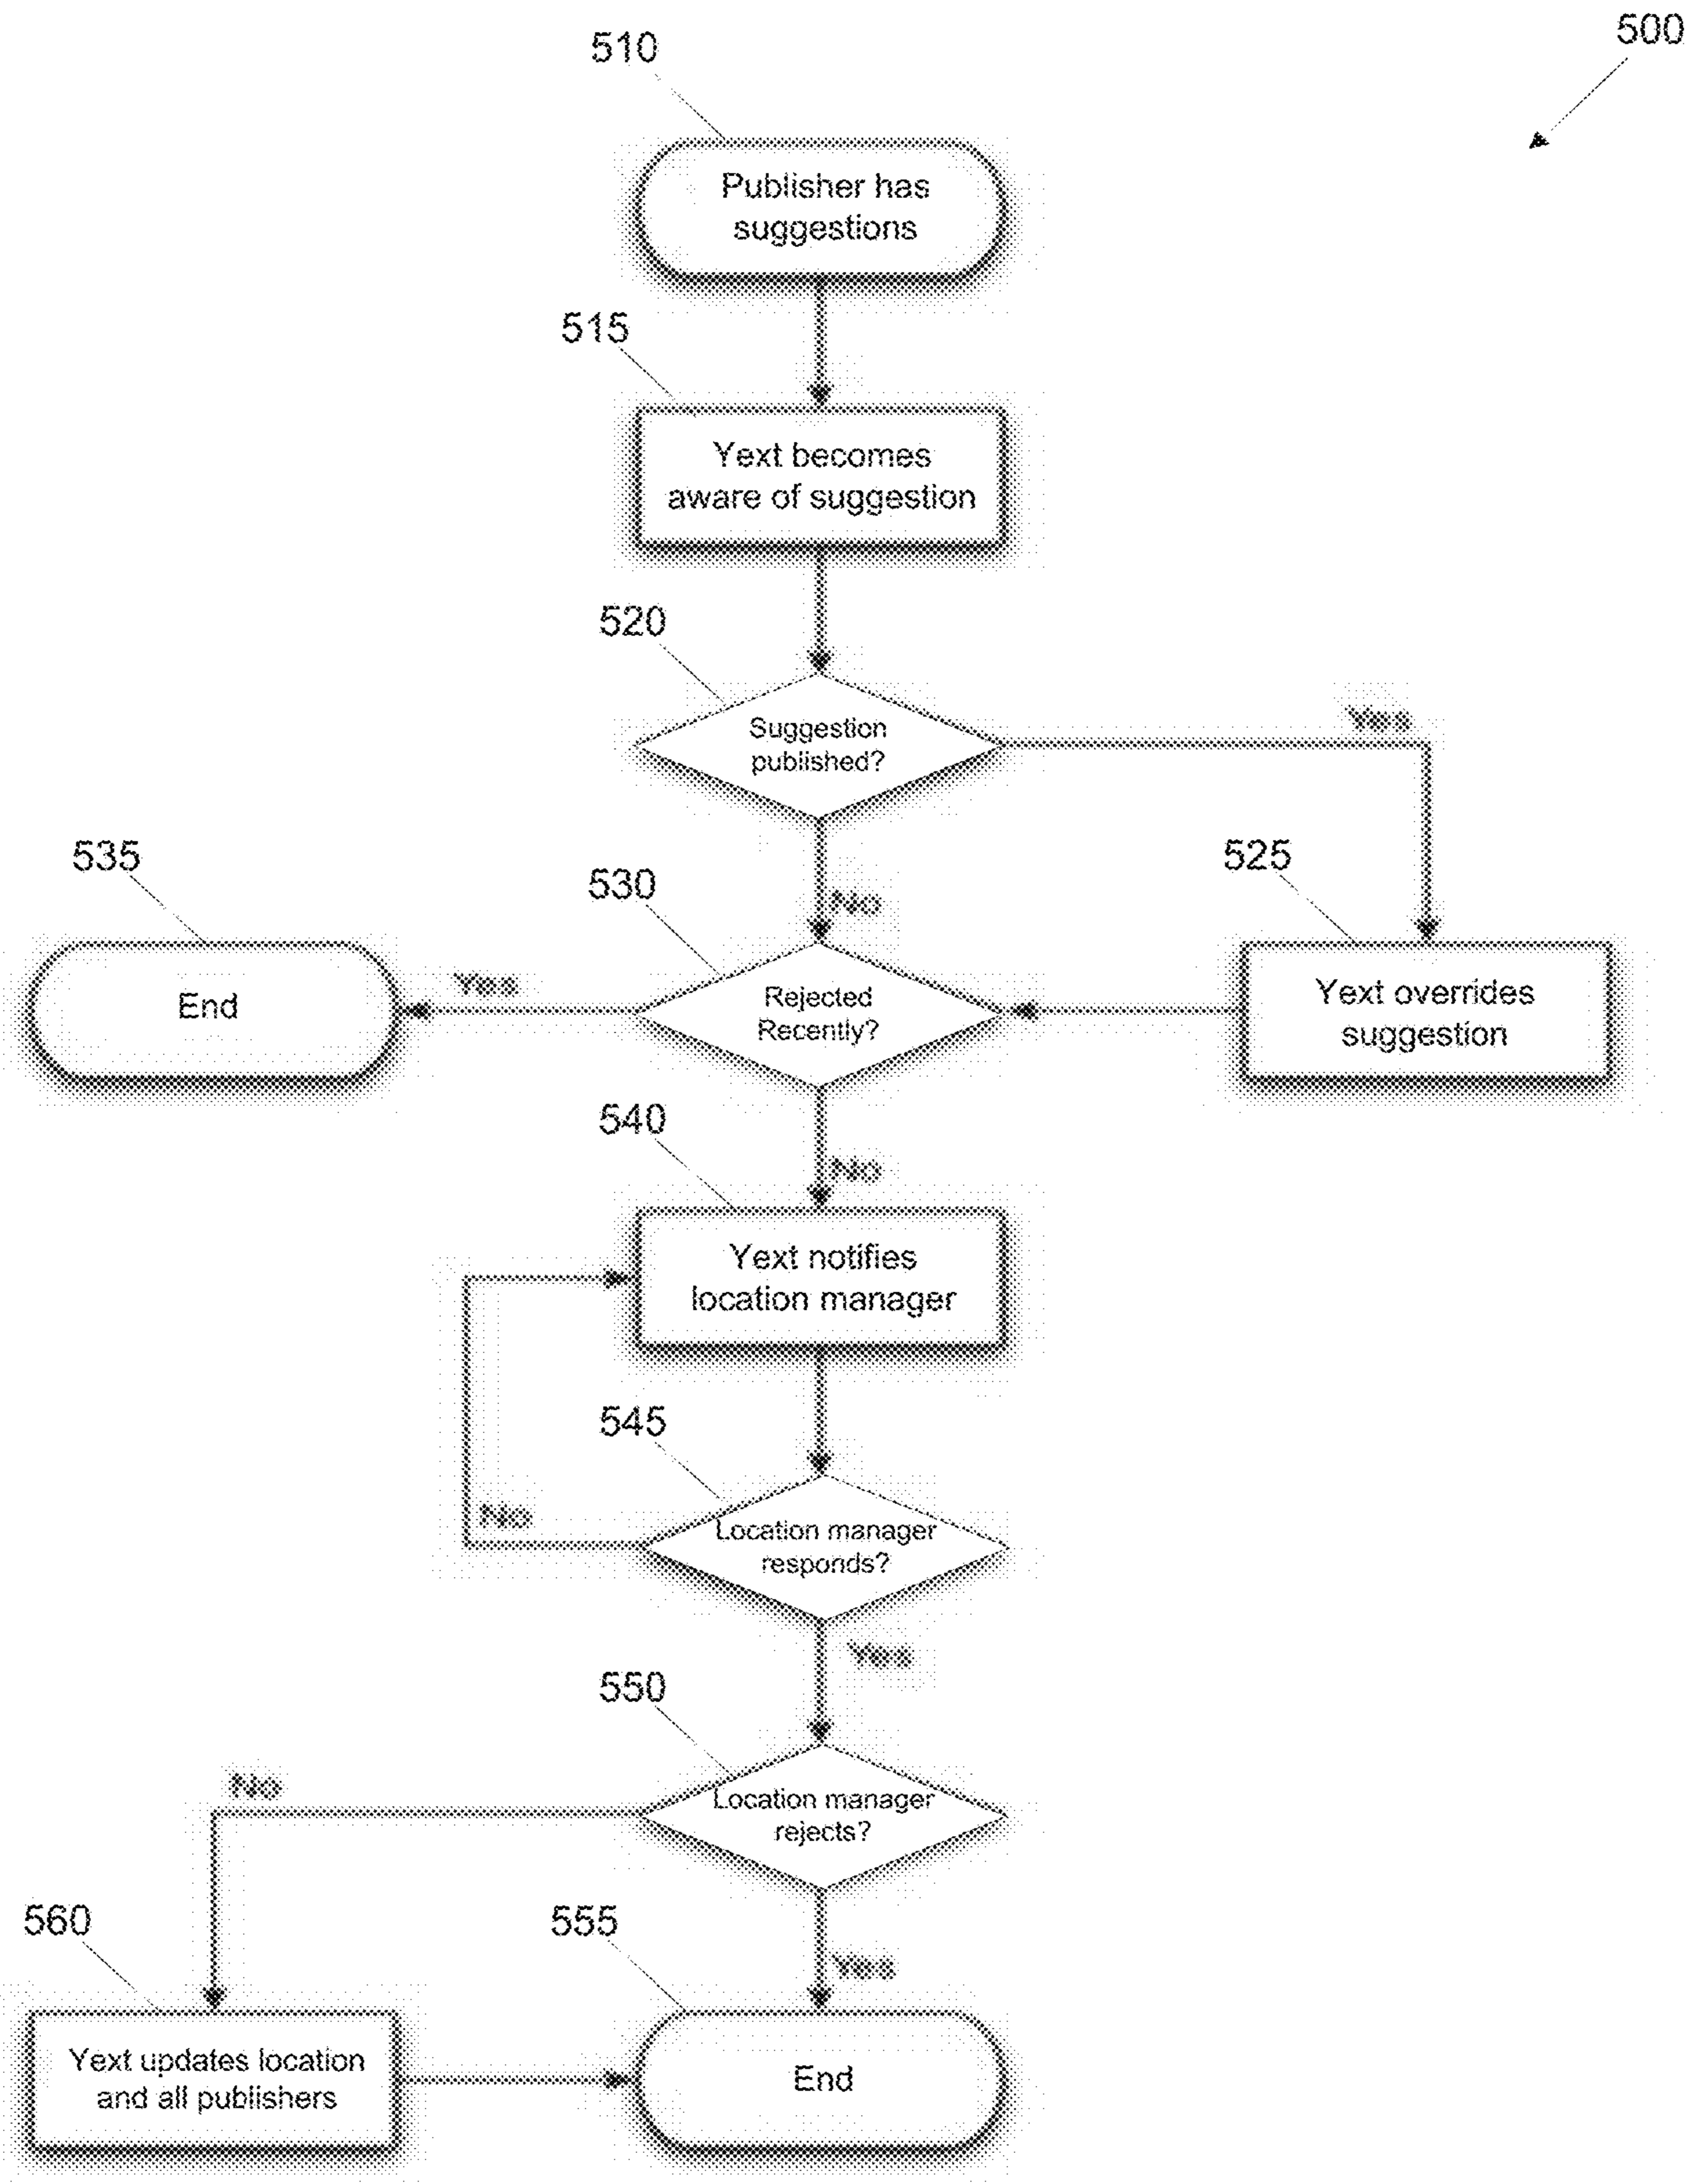 500
510
Publisher has
suggestions
515
Yext becomes
aware of suggestion
520
Suggestion
published?
Yes
No
535
End
Yes
530
Rejected
Recently?
525
Yext overrides
suggestion
No
540
Yext notifies
location manager
545
Location manager
responds?
No
Yes
550
Location manager
rejects?
No
Yes
560
Yext updates location
and all publishers
555
End